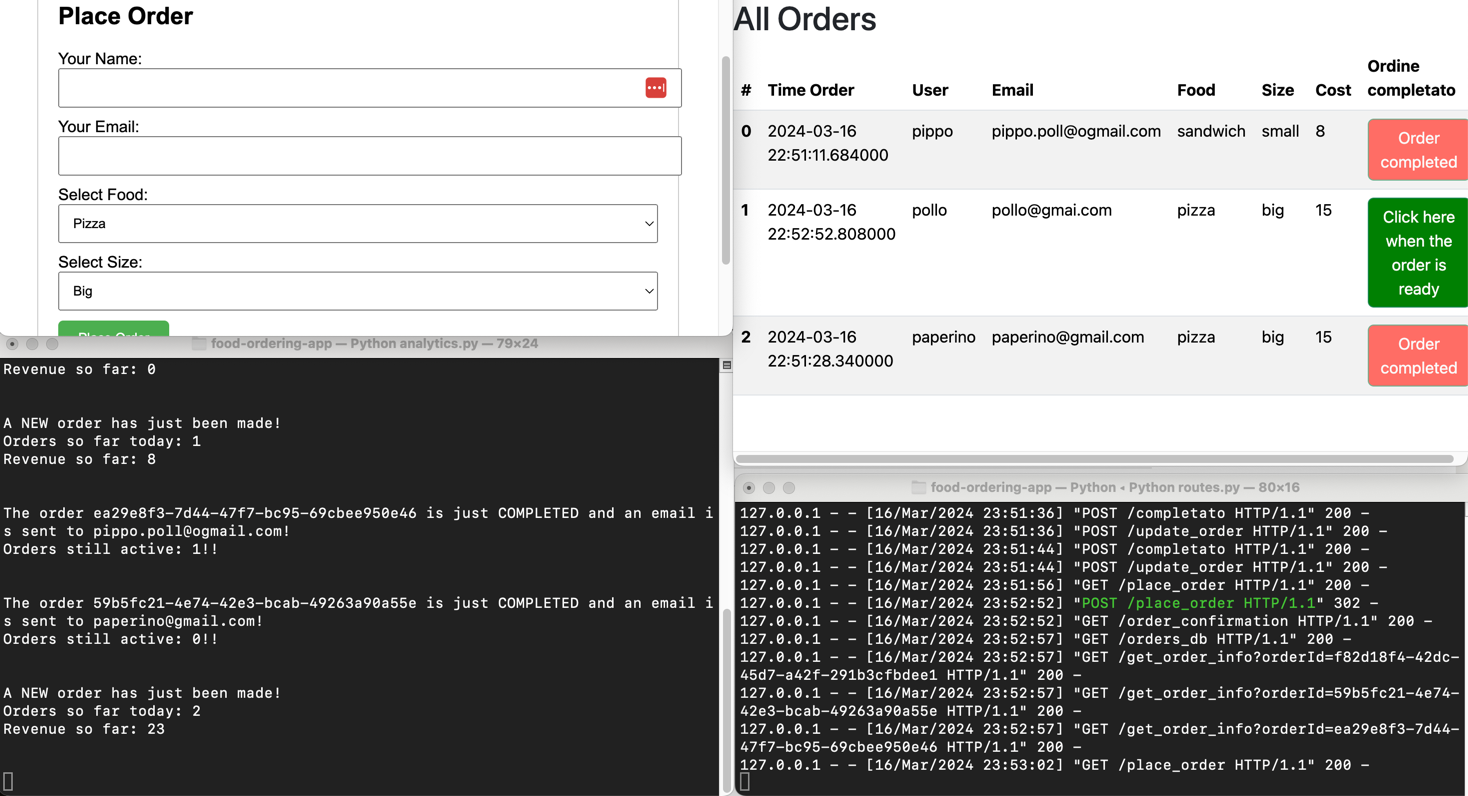 Place Order
Your Name:
Your Email:
Select Food:
Pizza
Select Size:
Big
Place Order
All Orders
# Time Order User Email Food Size Cost Ordine completato
0 2024-03-16 22:51:11.684000 pippo pippo.poll@ogmail.com sandwich small 8 Order completed
1 2024-03-16 22:52:52.808000 pollo pollo@gmai.com pizza big 15 Click here when the order is ready
2 2024-03-16 22:51:28.340000 paperino paperino@gmail.com pizza big 15 Order completed
food-ordering-app — Python analytics.py — 79×24
Revenue so far: 0
A NEW order has just been made!
Orders so far today: 1
Revenue so far: 8
The order ea29e8f3-7d44-47f7-bc95-69cbee950e46 is just COMPLETED and an email i
s sent to pippo.poll@ogmail.com!
Orders still active: 1!!
The order 59b5fc21-4e74-42e3-bcab-49263a90a55e is just COMPLETED and an email i
s sent to paperino@gmail.com!
Orders still active: 0!!
A NEW order has just been made!
Orders so far today: 2
Revenue so far: 23
food-ordering-app — Python ◂ Python routes.py — 80×16
127.0.0.1 - - [16/Mar/2024 23:51:36] "POST /completato HTTP/1.1" 200 -
127.0.0.1 - - [16/Mar/2024 23:51:36] "POST /update_order HTTP/1.1" 200 -
127.0.0.1 - - [16/Mar/2024 23:51:44] "POST /completato HTTP/1.1" 200 -
127.0.0.1 - - [16/Mar/2024 23:51:44] "POST /update_order HTTP/1.1" 200 -
127.0.0.1 - - [16/Mar/2024 23:51:56] "GET /place_order HTTP/1.1" 200 -
127.0.0.1 - - [16/Mar/2024 23:52:52] "POST /place_order HTTP/1.1" 302 -
127.0.0.1 - - [16/Mar/2024 23:52:52] "GET /order_confirmation HTTP/1.1" 200 -
127.0.0.1 - - [16/Mar/2024 23:52:57] "GET /orders_db HTTP/1.1" 200 -
127.0.0.1 - - [16/Mar/2024 23:52:57] "GET /get_order_info?orderId=f82d18f4-42dc-
45d7-a42f-291b3cfbdee1 HTTP/1.1" 200 -
127.0.0.1 - - [16/Mar/2024 23:52:57] "GET /get_order_info?orderId=59b5fc21-4e74-
42e3-bcab-49263a90a55e HTTP/1.1" 200 -
127.0.0.1 - - [16/Mar/2024 23:52:57] "GET /get_order_info?orderId=ea29e8f3-7d44-
47f7-bc95-69cbee950e46 HTTP/1.1" 200 -
127.0.0.1 - - [16/Mar/2024 23:53:02] "GET /place_order HTTP/1.1" 200 -